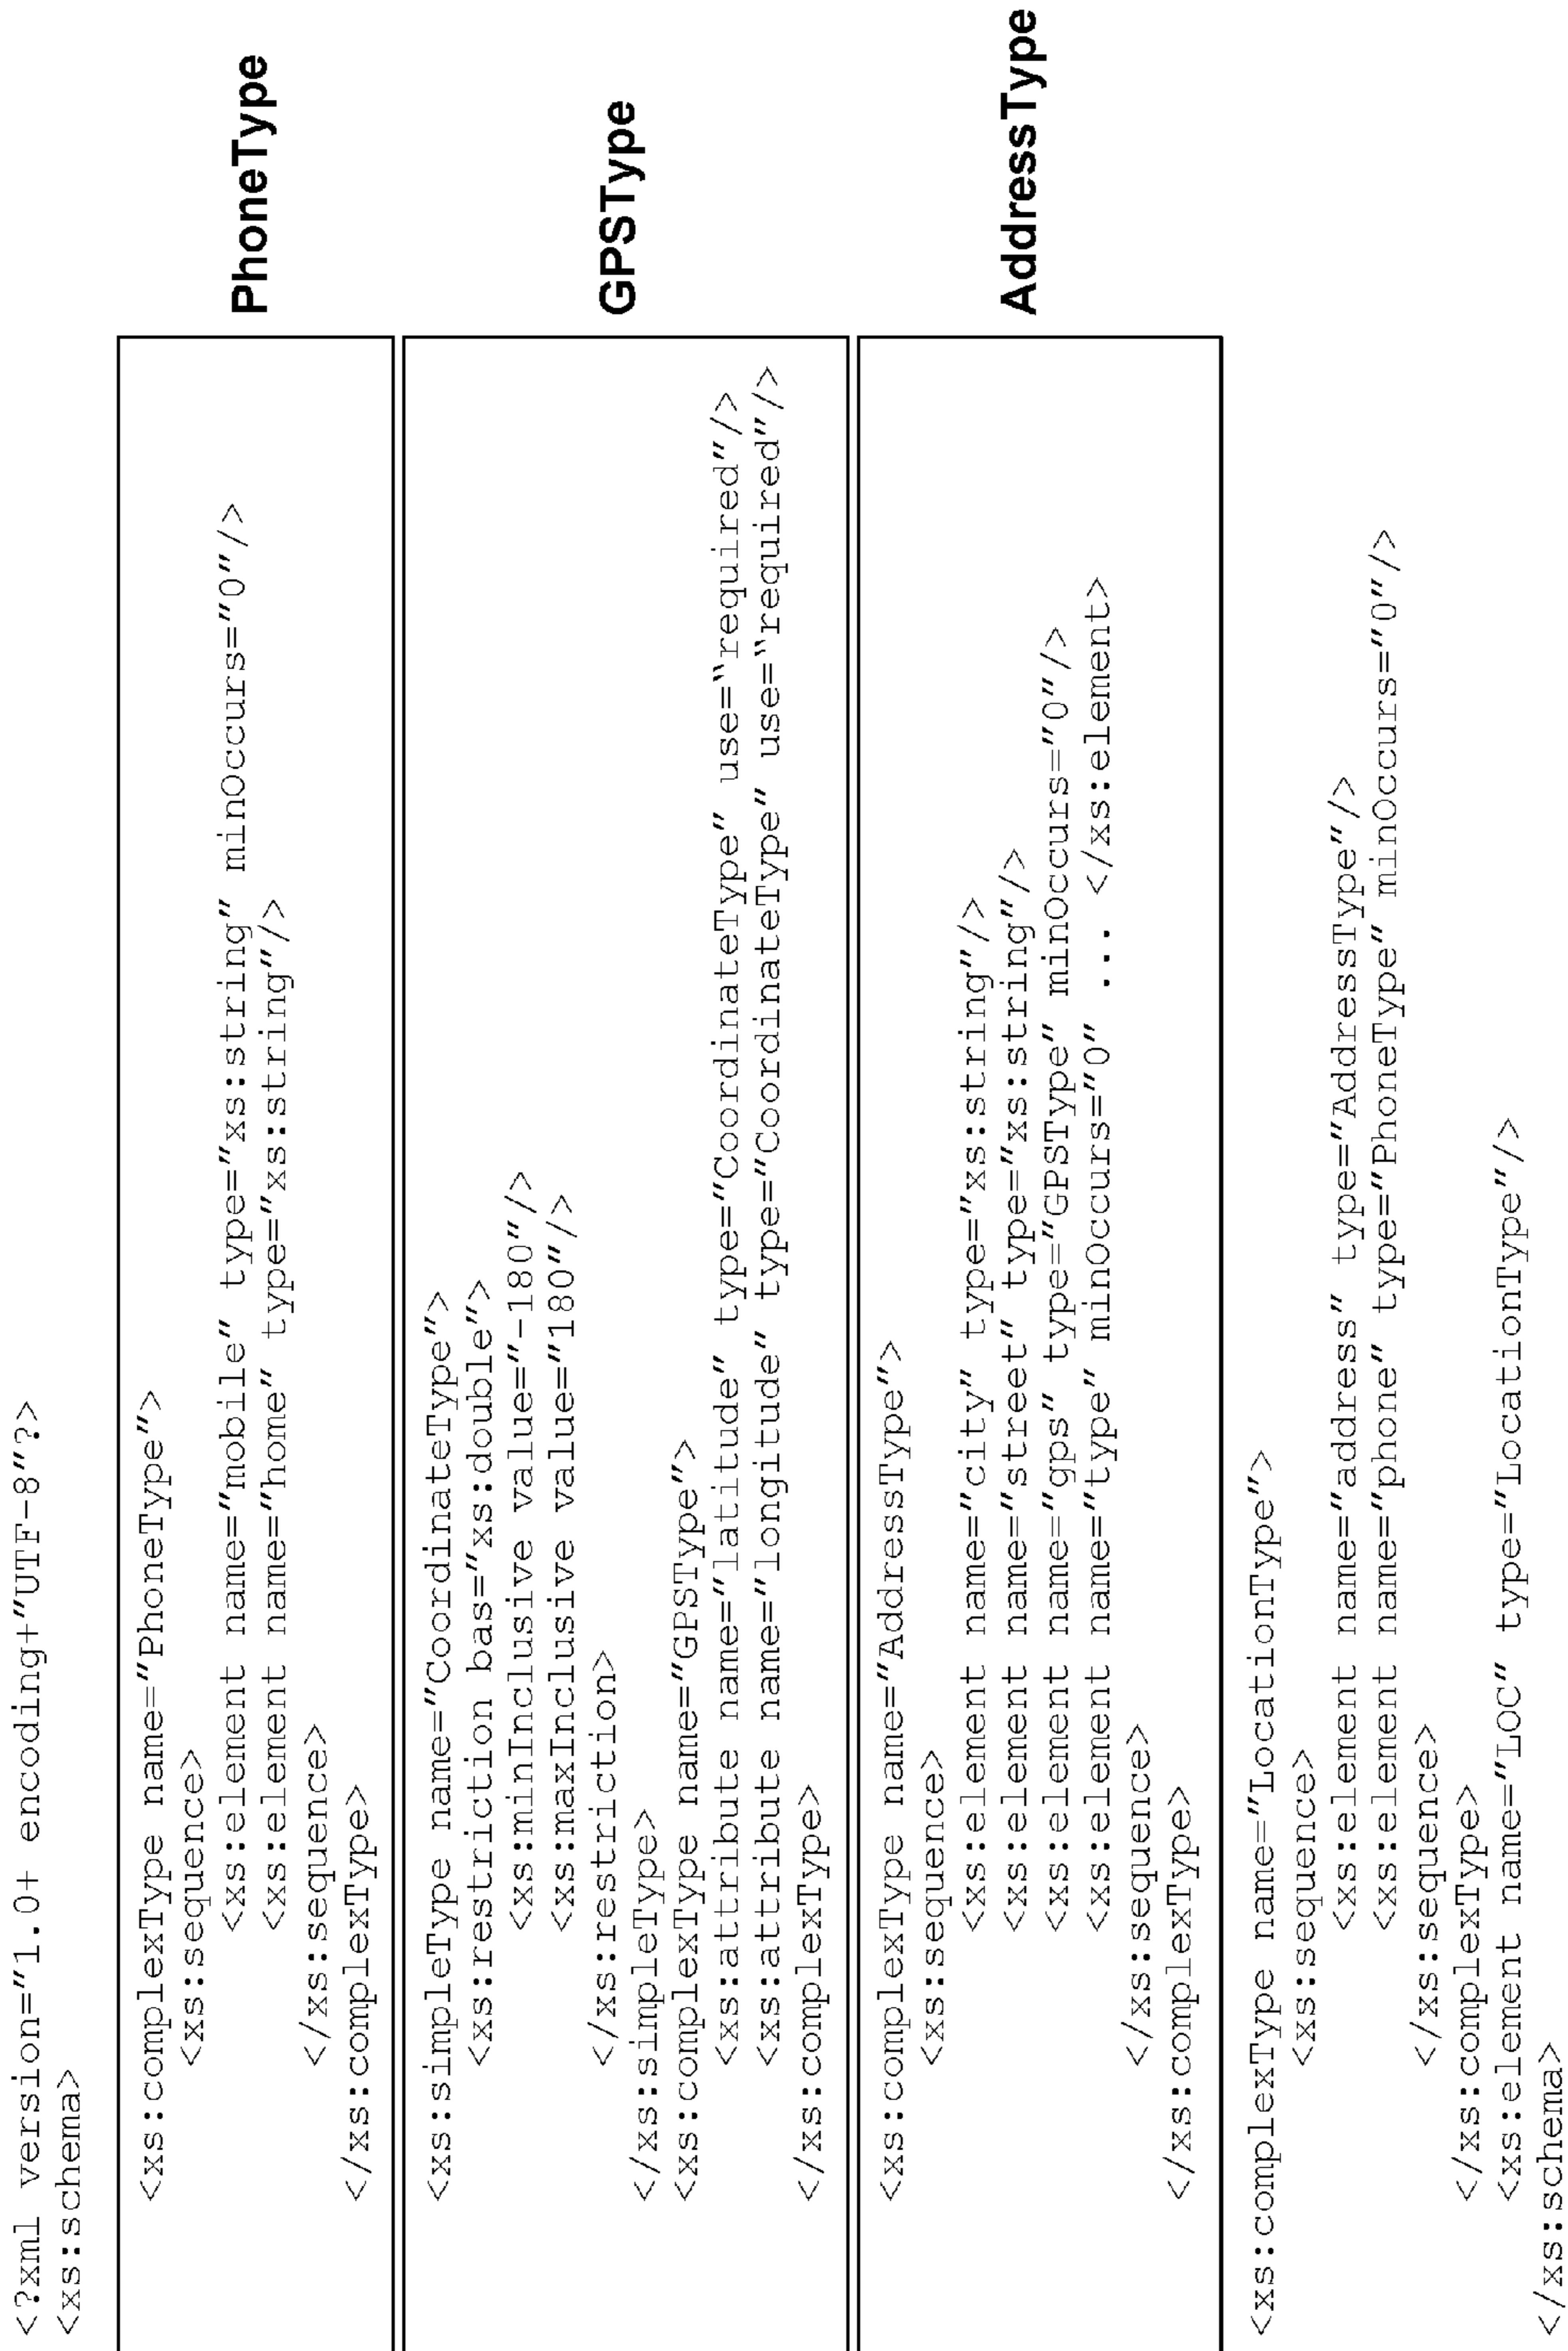 <?xml version="1.0+ encoding+"UTF-8"?>
<xs:schema>
<xs:complexType name="PhoneType">
<xs:sequence>
<xs:element name="mobile" type="xs:string" minOccurs="0"/>
<xs:element name="home" type="xs:string"/>
</xs:sequence>
</xs:complexType>
PhoneType
<xs:simpleType name="CoordinateType">
<xs:restriction bas="xs:double">
<xs:minInclusive value="-180"/>
<xs:maxInclusive value="180"/>
</xs:restriction>
</xs:simpleType>
<xs:complexType name="GPSType">
<xs:attribute name="latitude" type="CoordinateType" use="required"/>
<xs:attribute name="longitude" type="CoordinateType" use="required"/>
</xs:complexType>
GPSType
<xs:complexType name="AddressType">
<xs:sequence>
<xs:element name="city" type="xs:string"/>
<xs:element name="street" type="xs:string"/>
<xs:element name="gps" type="GPSType" minOccurs="0"/>
<xs:element name="type" minOccurs="0" ... </xs:element>
</xs:sequence>
</xs:complexType>
AddressType
<xs:complexType name="LocationType">
<xs:sequence>
<xs:element name="address" type="AddressType"/>
<xs:element name="phone" type="PhoneType" minOccurs="0"/>
</xs:sequence>
</xs:complexType>
<xs:element name="LOC" type="LocationType"/>
</xs:schema>